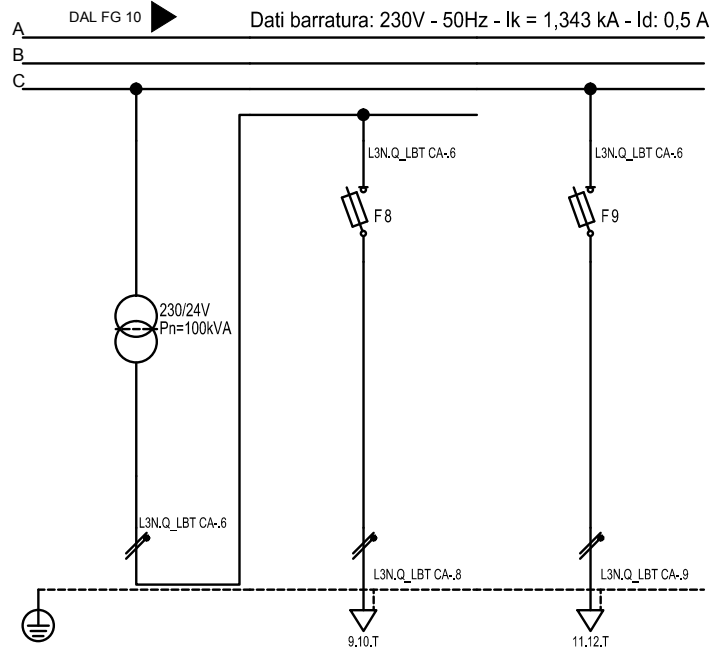 DAL FG 10
Dati barratura: 230V - 50Hz - Ik = 1,343 kA - Id: 0,5 A
A
B
C
L3N.Q_LBT CA-.6
L3N.Q_LBT CA-.6
F8
F9
230/24V
Pn=100kVA
L3N.Q_LBT CA-.6
L3N.Q_LBT CA-.8
L3N.Q_LBT CA-.9
9.10.T
11.12.T